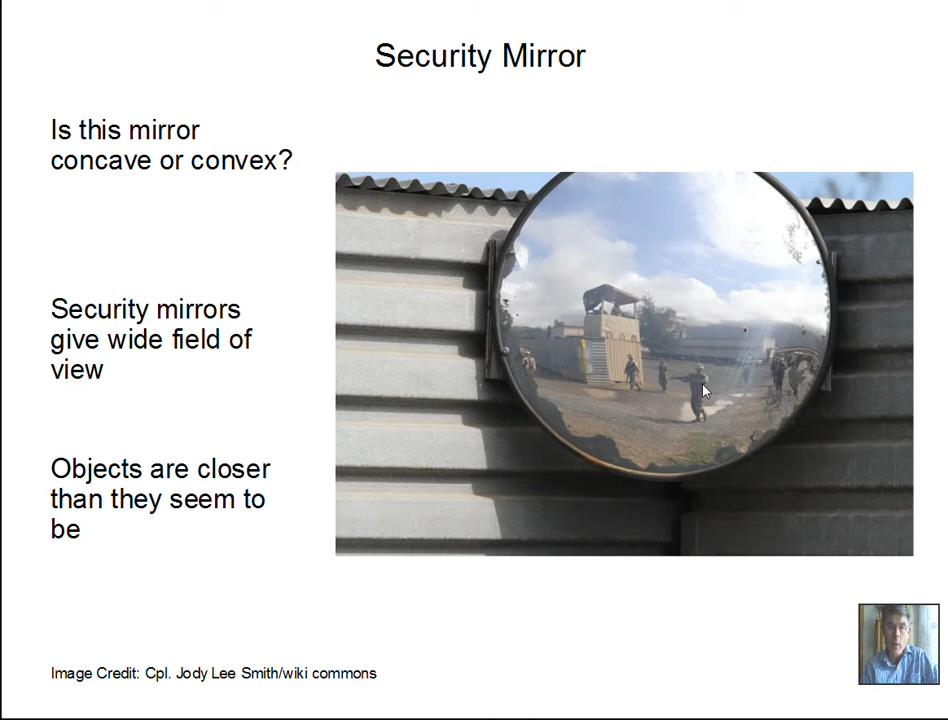 Security Mirror
Is this mirror
concave or convex?
Security mirrors
give wide field of
view
Objects are closer
than they seem to
be
Image Credit: Cpl. Jody Lee Smith/wiki commons